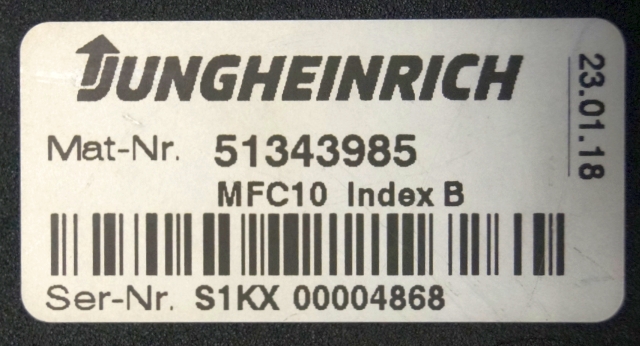 JUNGHEINRICH
Mat-Nr. 51343985
MFC10 Index B
Ser-Nr. S1KX 00004868
23.01.18